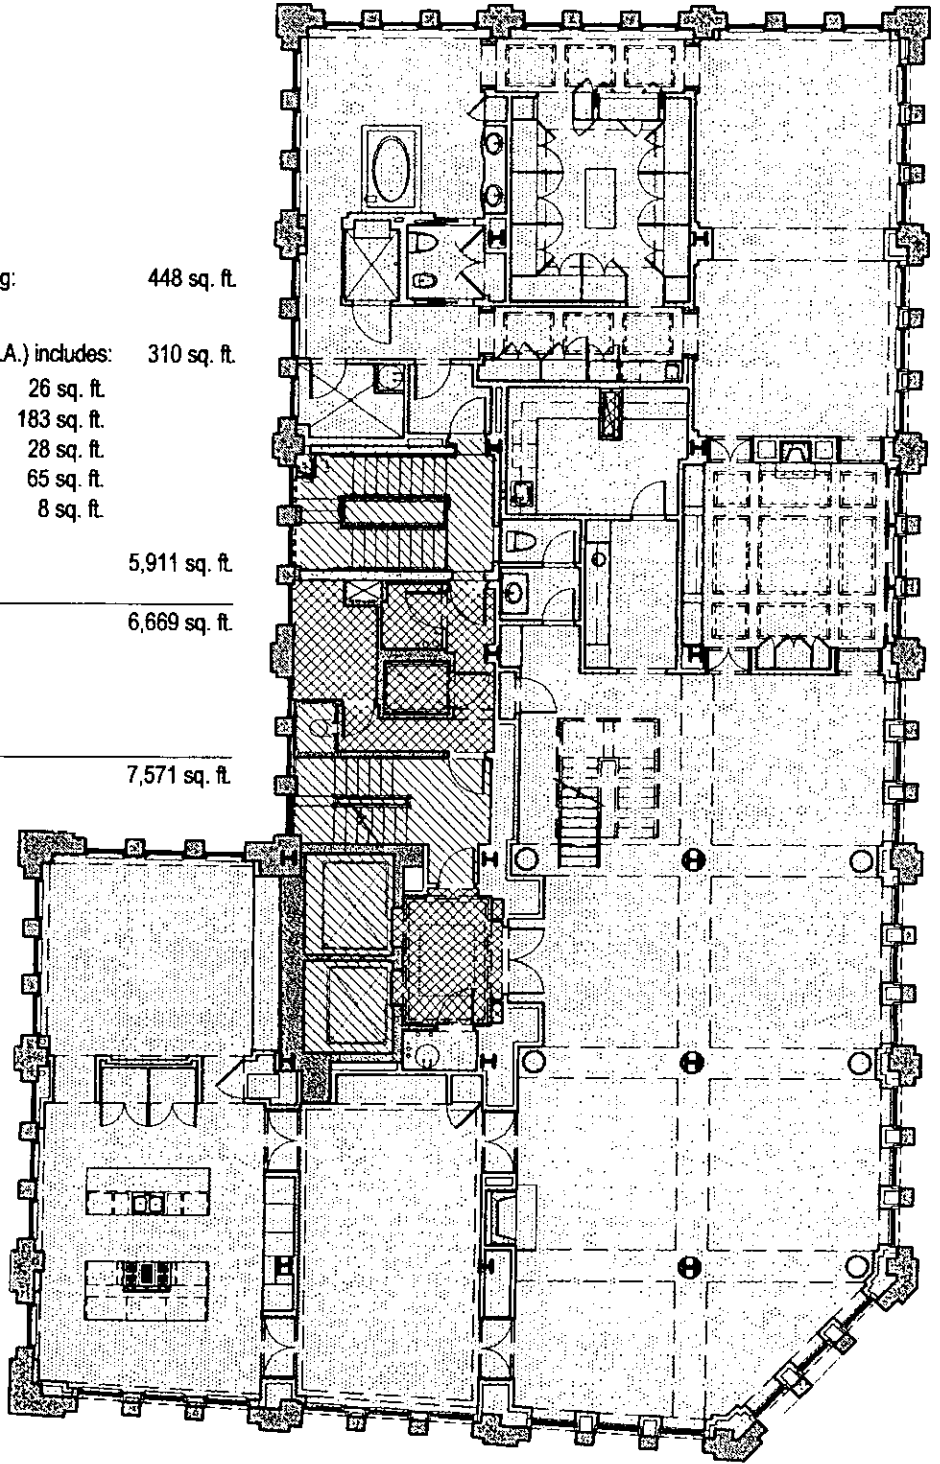 g: 448 sq. ft.
.A.) includes: 310 sq. ft.
26 sq. ft.
183 sq. ft.
28 sq. ft.
65 sq. ft.
8 sq. ft.
5,911 sq. ft.
6,669 sq. ft.
7,571 sq. ft.